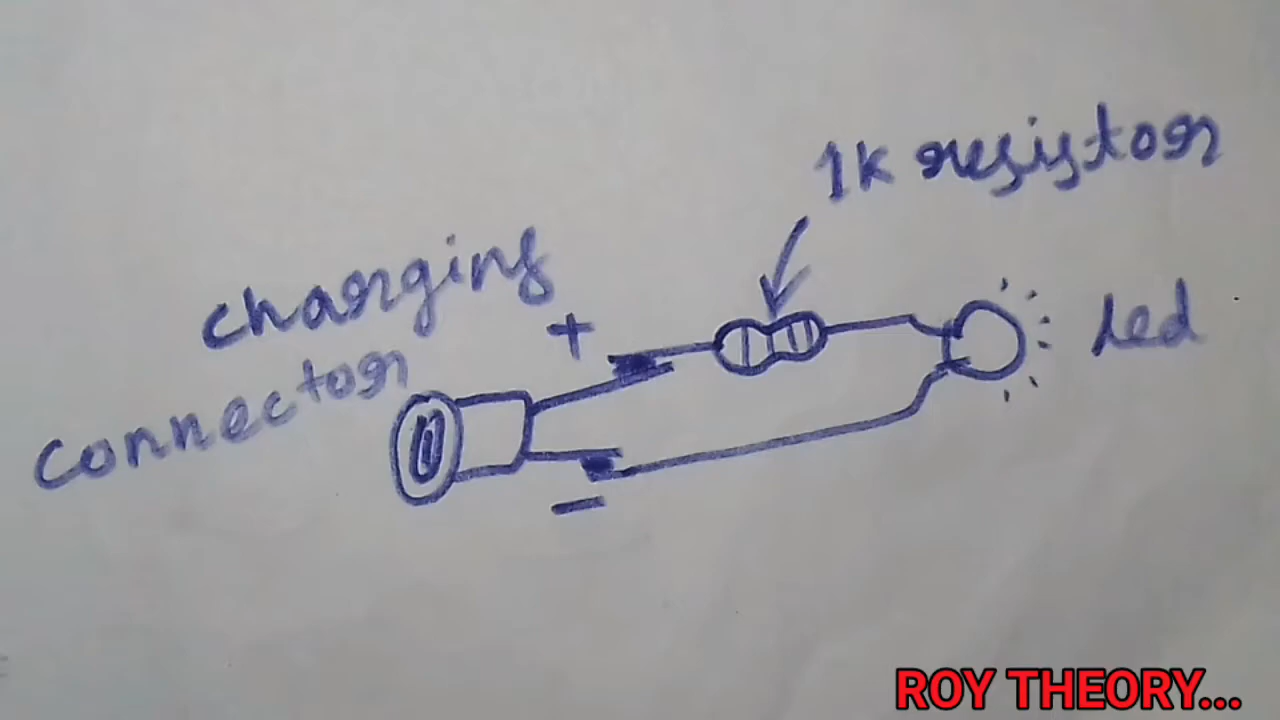 1K resistor
charging
connector
+
led
-
ROY THEORY...